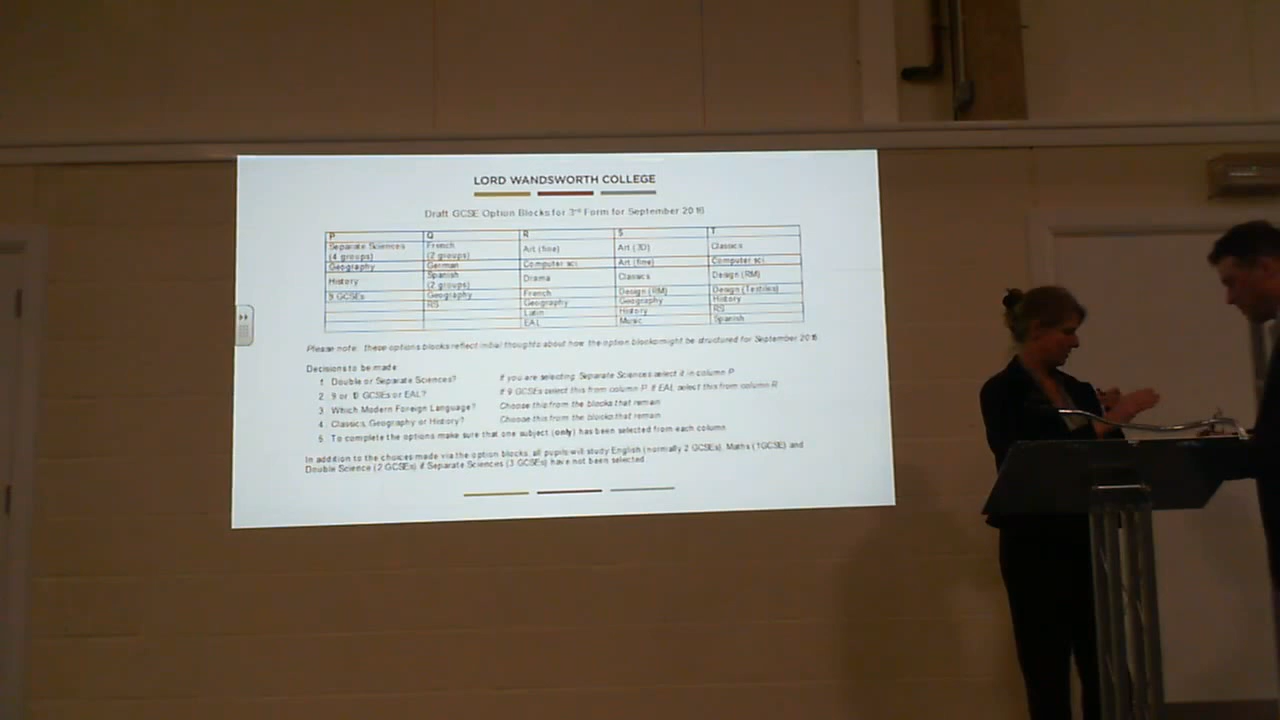 LORD WANDSWORTH COLLEGE
Draft GCSE Option Blocks for 3rd Form for September 2016
P Q R S T
Separate Sciences (4 groups) French (2 groups) Art (fine) Art (3D) Classics
Geography German Computer sci Art (fine) Computer sci
History Spanish (2 groups) Drama Classics Design (RM)
9 GCSEs Geography French Design (RM) Design (Textiles)
RS Geography Geography History
Latin History RS
EAL Music Spanish
Please note: these options blocks reflect initial thoughts about how the option blocks might be structured for September 2016
Decisions to be made:
1. Double or Separate Sciences? If you are selecting Separate Sciences select it in column P
2. 9 or 10 GCSEs or EAL? If 9 GCSEs select this from column P. If EAL select this from column R
3. Which Modern Foreign Language? Choose this from the blocks that remain
4. Classics, Geography or History? Choose this from the blocks that remain
5. To complete the options make sure that one subject (only) has been selected from each column
In addition to the choices made via the option blocks, all pupils will study English (normally 2 GCSEs), Maths (1GCSE) and
Double Science (2 GCSEs) if Separate Sciences (3 GCSEs) have not been selected